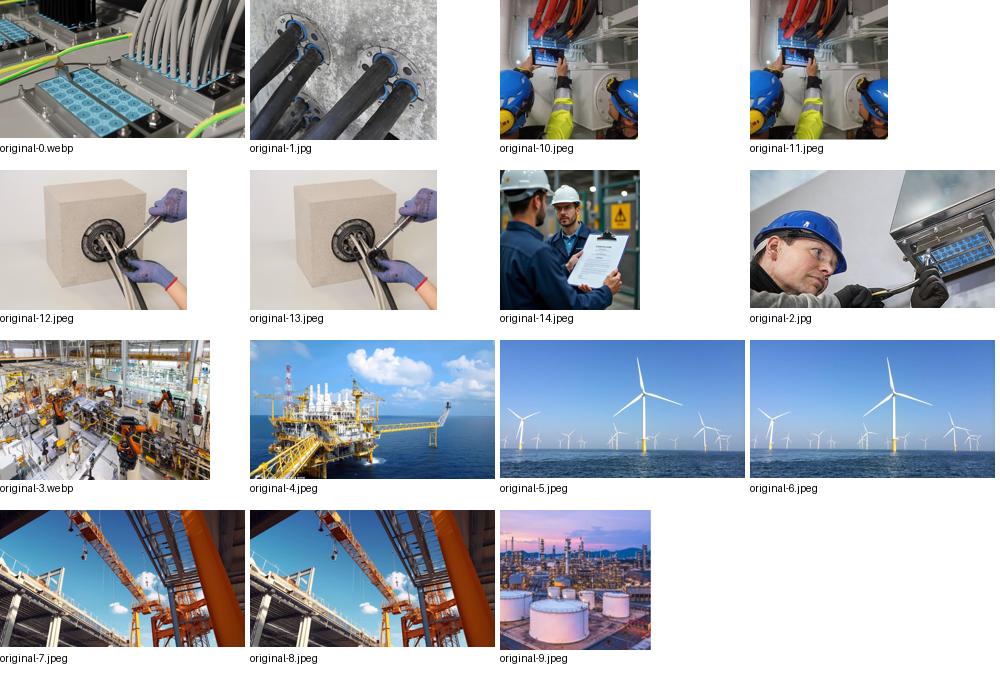 original-0.webp
original-1.jpg
original-10.jpeg
original-11.jpeg
original-12.jpeg
original-13.jpeg
original-14.jpeg
original-2.jpg
original-3.webp
original-4.jpeg
original-5.jpeg
original-6.jpeg
original-7.jpeg
original-8.jpeg
original-9.jpeg